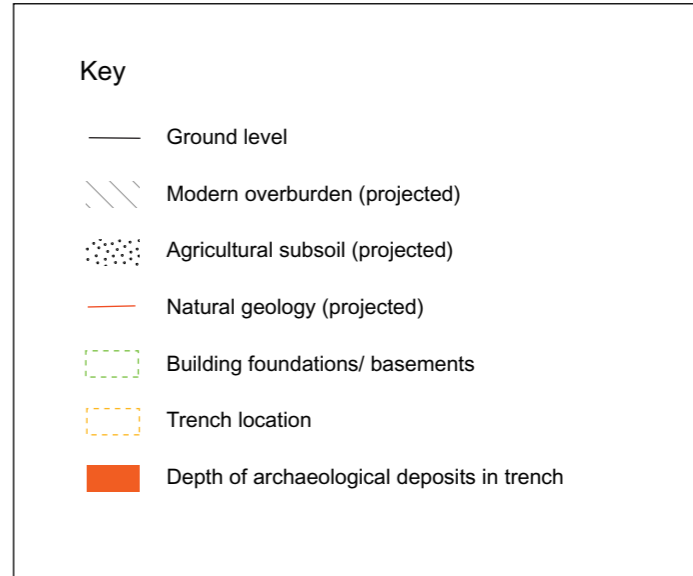 Key
Ground level
Modern overburden (projected)
Agricultural subsoil (projected)
Natural geology (projected)
Building foundations/ basements
Trench location
Depth of archaeological deposits in trench